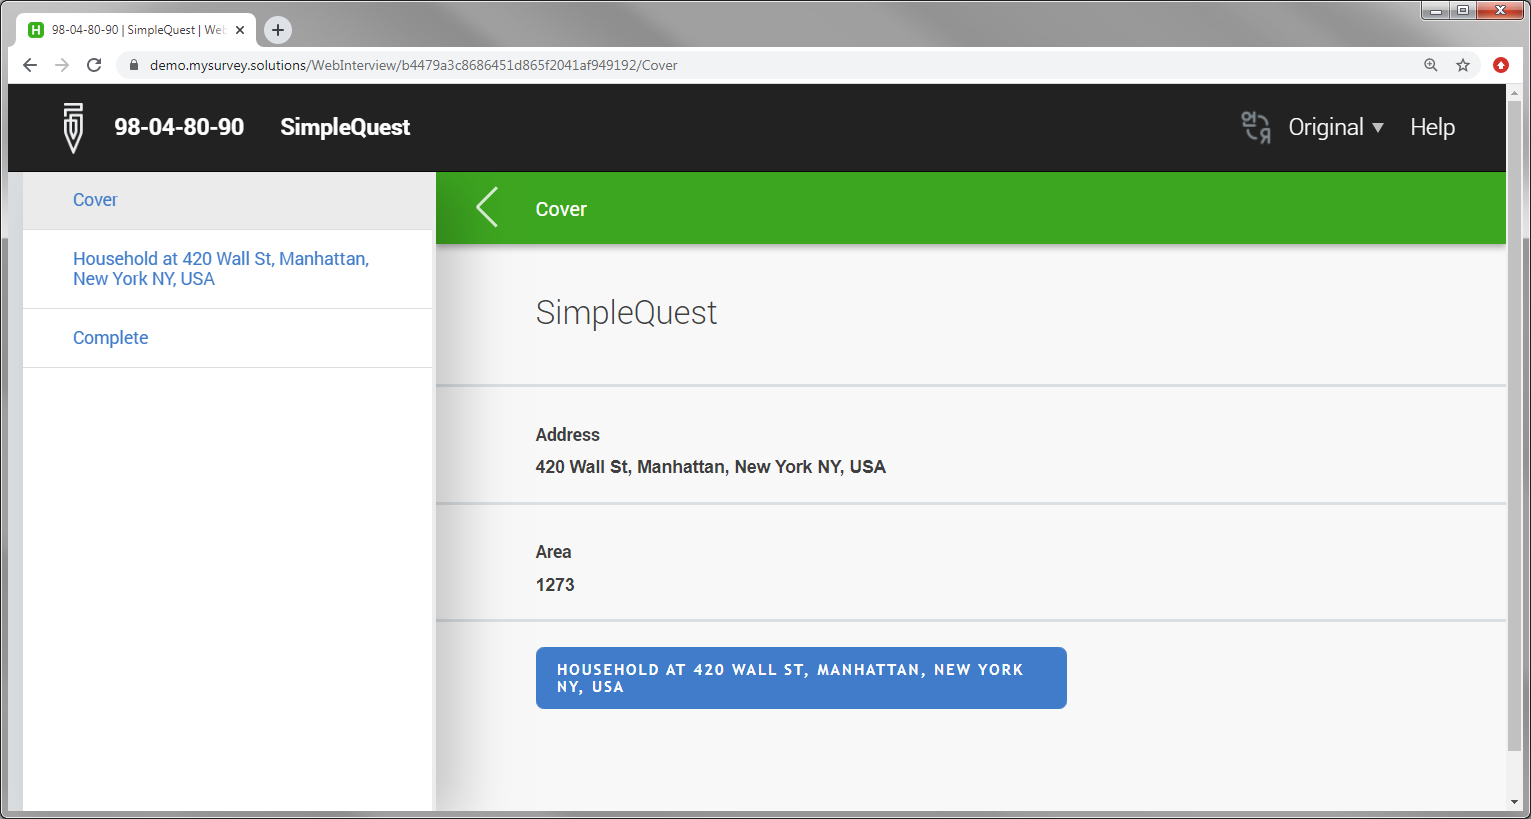 98-04-80-90 | SimpleQuest | Web
demo.mysurvey.solutions/WebInterview/b4479a3c8686451d865f2041af949192/Cover
98-04-80-90 SimpleQuest Original Help
Cover
Household at 420 Wall St, Manhattan,
New York NY, USA
Complete
Cover
SimpleQuest
Address
420 Wall St, Manhattan, New York NY, USA
Area
1273
HOUSEHOLD AT 420 WALL ST, MANHATTAN, NEW YORK
NY, USA